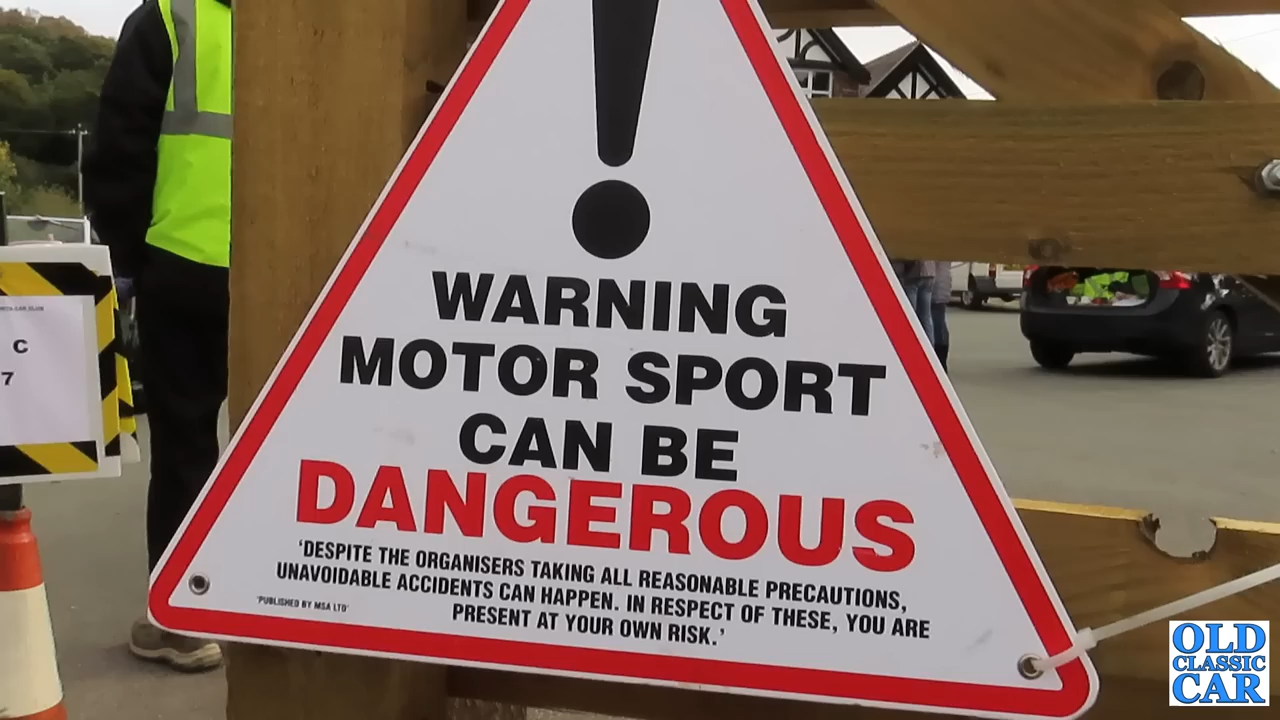 WARNING
MOTOR SPORT
CAN BE
DANGEROUS
'DESPITE THE ORGANISERS TAKING ALL REASONABLE PRECAUTIONS,
UNAVOIDABLE ACCIDENTS CAN HAPPEN. IN RESPECT OF THESE, YOU ARE
PRESENT AT YOUR OWN RISK.'
'PUBLISHED BY MSA LTD'
C
7
OLD
CLASSIC
CAR